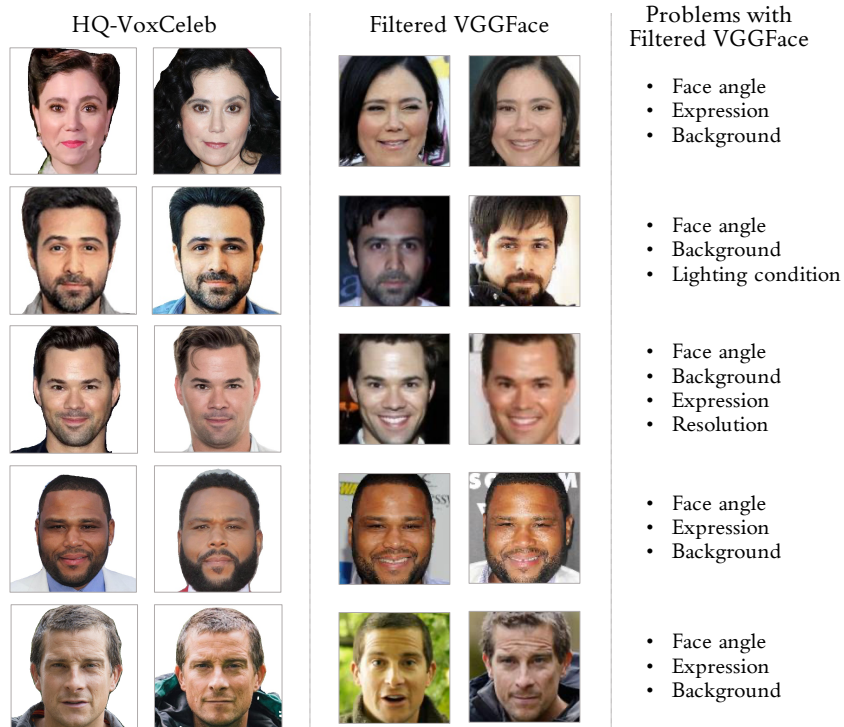 HQ-VoxCeleb
Filtered VGGFace
Problems with
Filtered VGGFace
• Face angle
• Expression
• Background
• Face angle
• Background
• Lighting condition
• Face angle
• Background
• Expression
• Resolution
• Face angle
• Expression
• Background
• Face angle
• Expression
• Background